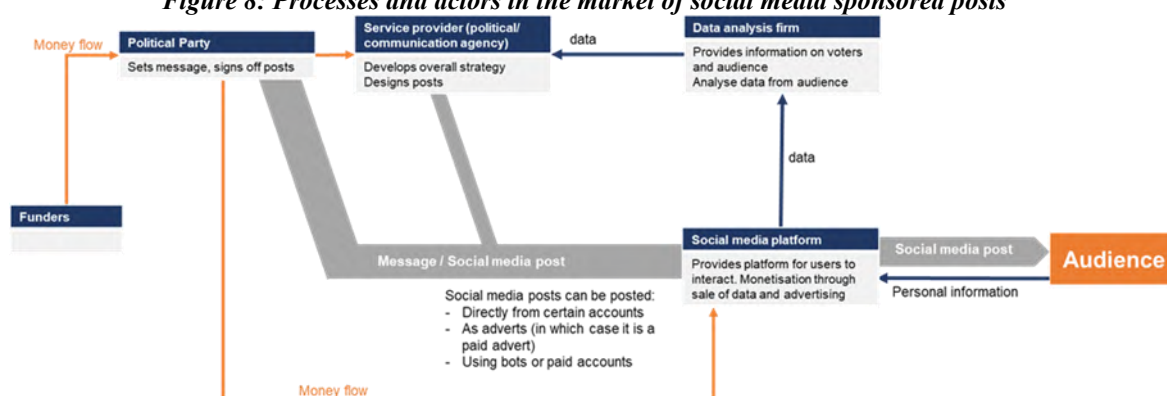 Figure 8: Processes and actors in the market of social media sponsored posts
Money flow
Political Party
Sets message, signs off posts
Service provider (political/
communication agency)
Develops overall strategy
Designs posts
data
Data analysis firm
Provides information on voters
and audience
Analyse data from audience
data
Funders
Message / Social media post
Social media platform
Provides platform for users to
interact. Monetisation through
sale of data and advertising
Social media post
Audience
Personal information
Social media posts can be posted:
- Directly from certain accounts
- As adverts (in which case it is a
paid advert)
- Using bots or paid accounts
Money flow